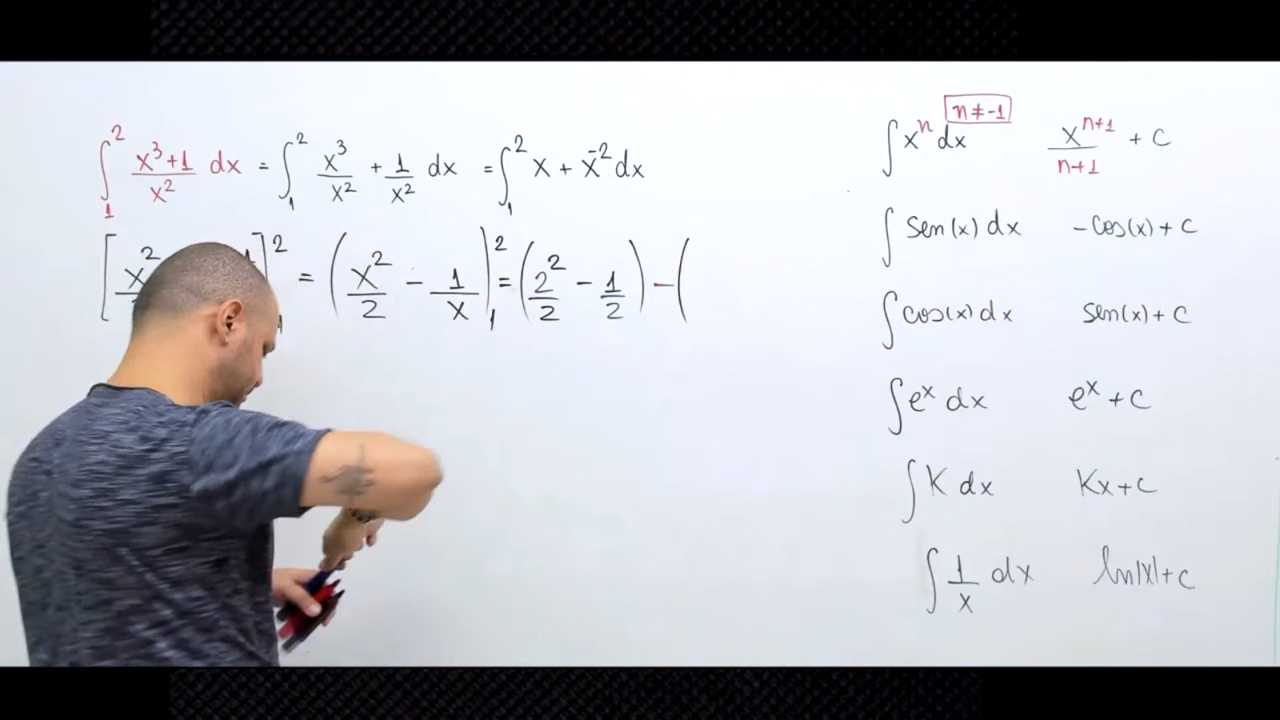 ∫₁² (x³+1)/x² dx = ∫₁² x³/x² + 1/x² dx = ∫₁² x + x⁻² dx
[x² ]₁² = (x²/2 - 1/x)₁² = (2²/2 - 1/2) - (
n≠-1
∫xⁿdx xⁿ⁺¹/n+1 + c
∫sen(x)dx -cos(x)+c
∫cos(x)dx sen(x)+c
∫eˣ dx eˣ+c
∫K dx Kx+c
∫1/x dx ln|x|+c